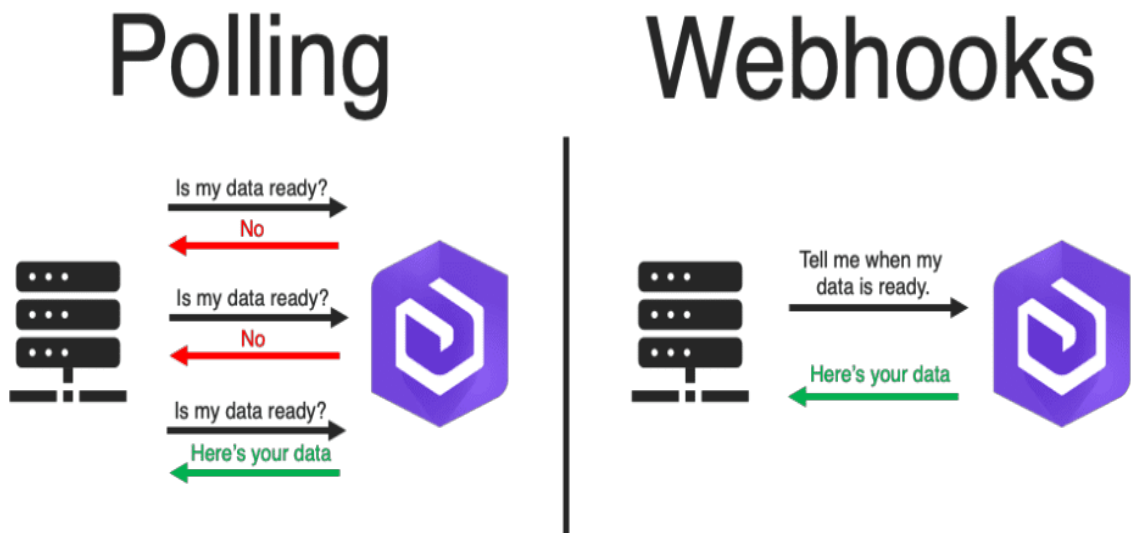 Polling
Webhooks
Is my data ready?
No
Is my data ready?
No
Is my data ready?
Here's your data
Tell me when my
data is ready.
Here's your data